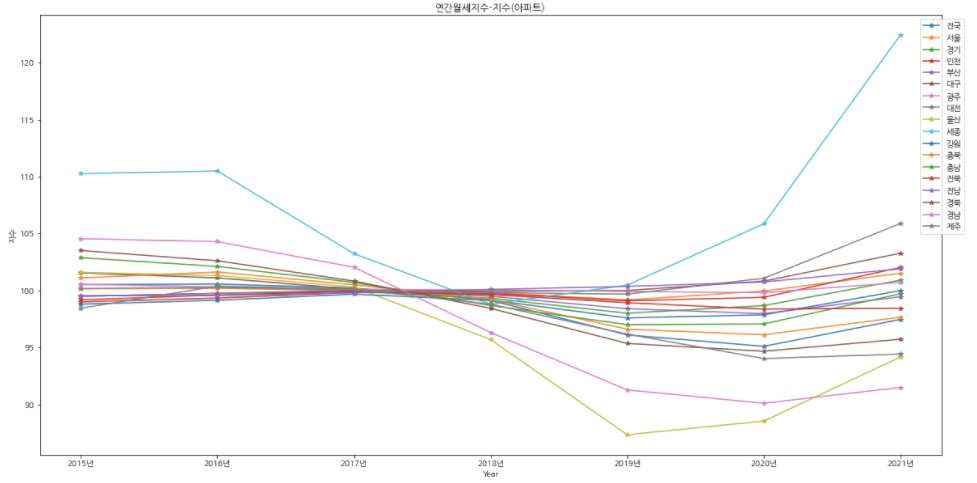 연간월세지수-지수(아파트)
120
115
110
105
100
95
90
지수
2015년 2016년 2017년 2018년 2019년 2020년 2021년
Year
전국
서울
경기
인천
부산
대구
광주
대전
울산
세종
강원
충북
충남
전북
전남
경북
경남
제주